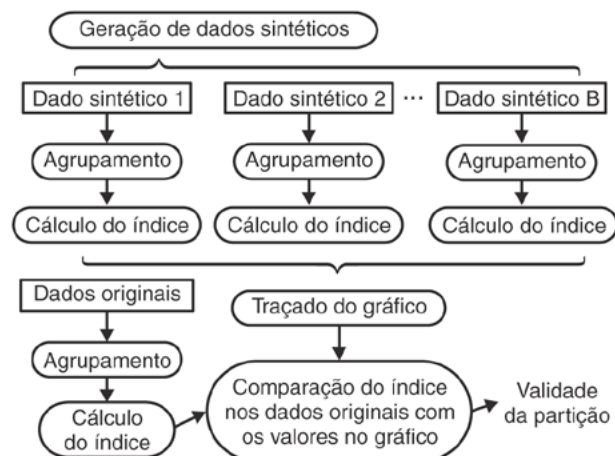 Geração de dados sintéticos
Dado sintético 1
Dado sintético 2
...
Dado sintético B
Agrupamento
Agrupamento
Agrupamento
Cálculo do índice
Cálculo do índice
Cálculo do índice
Dados originais
Traçado do gráfico
Agrupamento
Cálculo
do índice
Comparação do índice
nos dados originais com
os valores no gráfico
Validade
da partição